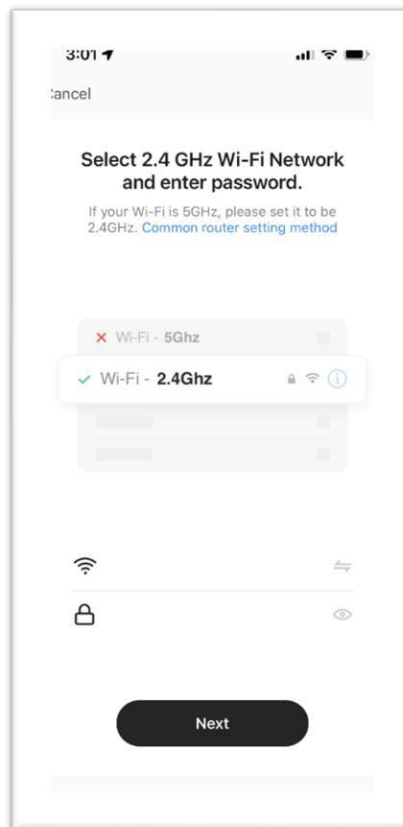 3:01
Cancel
Select 2.4 GHz Wi-Fi Network
and enter password.
If your Wi-Fi is 5GHz, please set it to be
2.4GHz. Common router setting method
Wi-Fi - 5Ghz
Wi-Fi - 2.4Ghz
Next